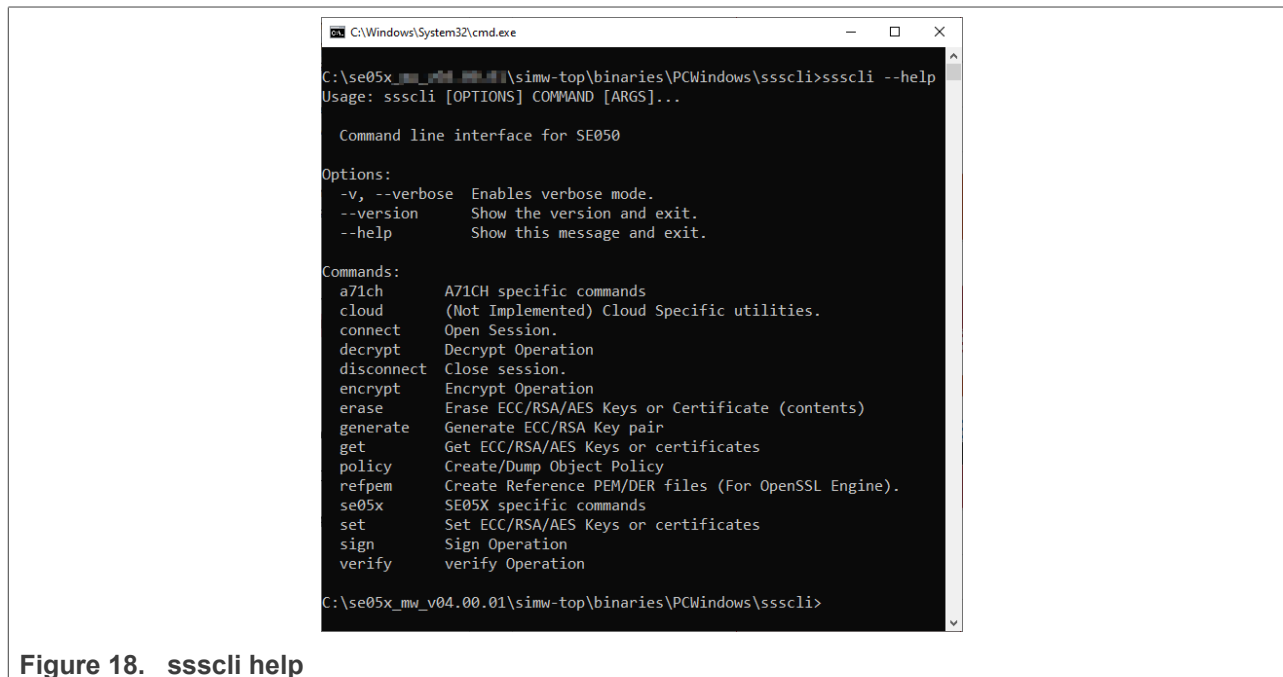 C:\Windows\System32\cmd.exe
C:\se05x_\simw-top\binaries\PCWindows\ssscli>ssscli --help
Usage: ssscli [OPTIONS] COMMAND [ARGS]...
Command line interface for SE050
Options:
-v, --verbose Enables verbose mode.
--version Show the version and exit.
--help Show this message and exit.
Commands:
a71ch A71CH specific commands
cloud (Not Implemented) Cloud Specific utilities.
connect Open Session.
decrypt Decrypt Operation
disconnect Close session.
encrypt Encrypt Operation
erase Erase ECC/RSA/AES Keys or Certificate (contents)
generate Generate ECC/RSA Key pair
get Get ECC/RSA/AES Keys or certificates
policy Create/Dump Object Policy
refpem Create Reference PEM/DER files (For OpenSSL Engine).
se05x SE05X specific commands
set Set ECC/RSA/AES Keys or certificates
sign Sign Operation
verify verify Operation
C:\se05x_mw_v04.00.01\simw-top\binaries\PCWindows\ssscli>
Figure 18. ssscli help